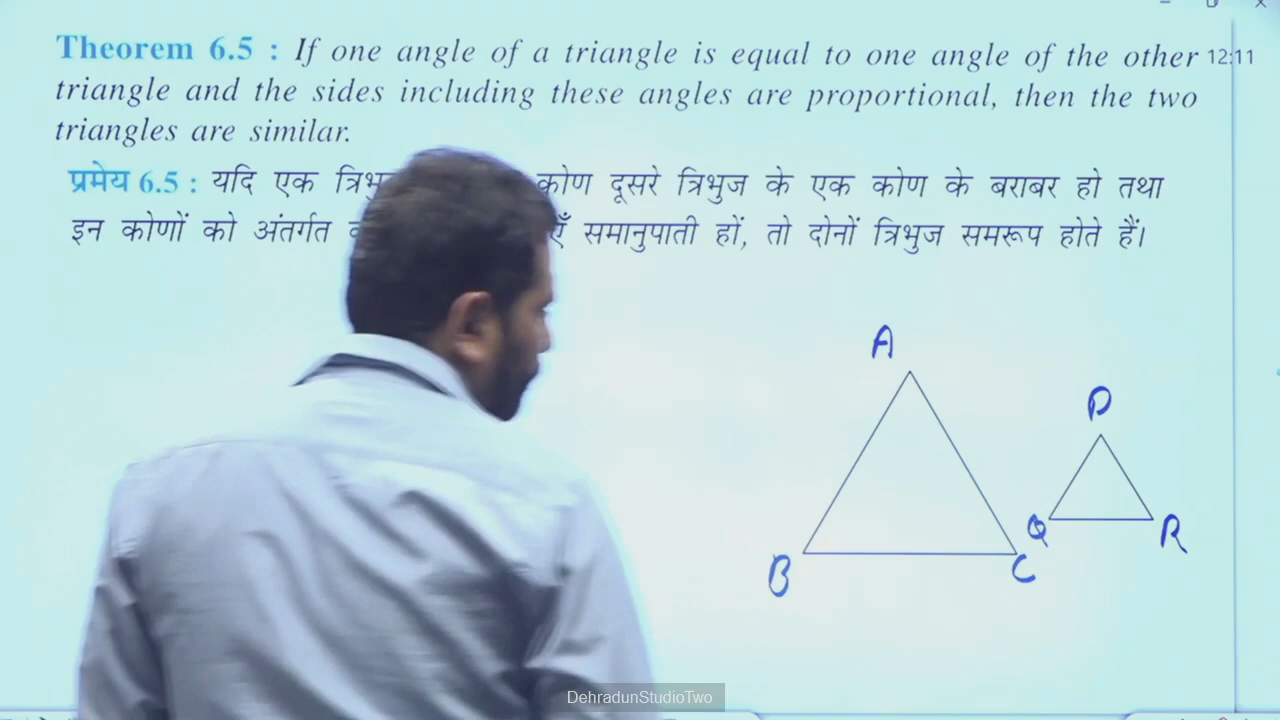 Theorem 6.5 : If one angle of a triangle is equal to one angle of the other
12:11
triangle and the sides including these angles are proportional, then the two
triangles are similar.
प्रमेय 6.5 : यदि एक कोण दूसरे त्रिभुज के एक कोण के बराबर हो तथा
इन कोणों को अंतर्गत समानुपाती हों, तो दोनों त्रिभुज समरूप होते हैं।
A
P
Q
R
B
C
DehradunStudioTwo